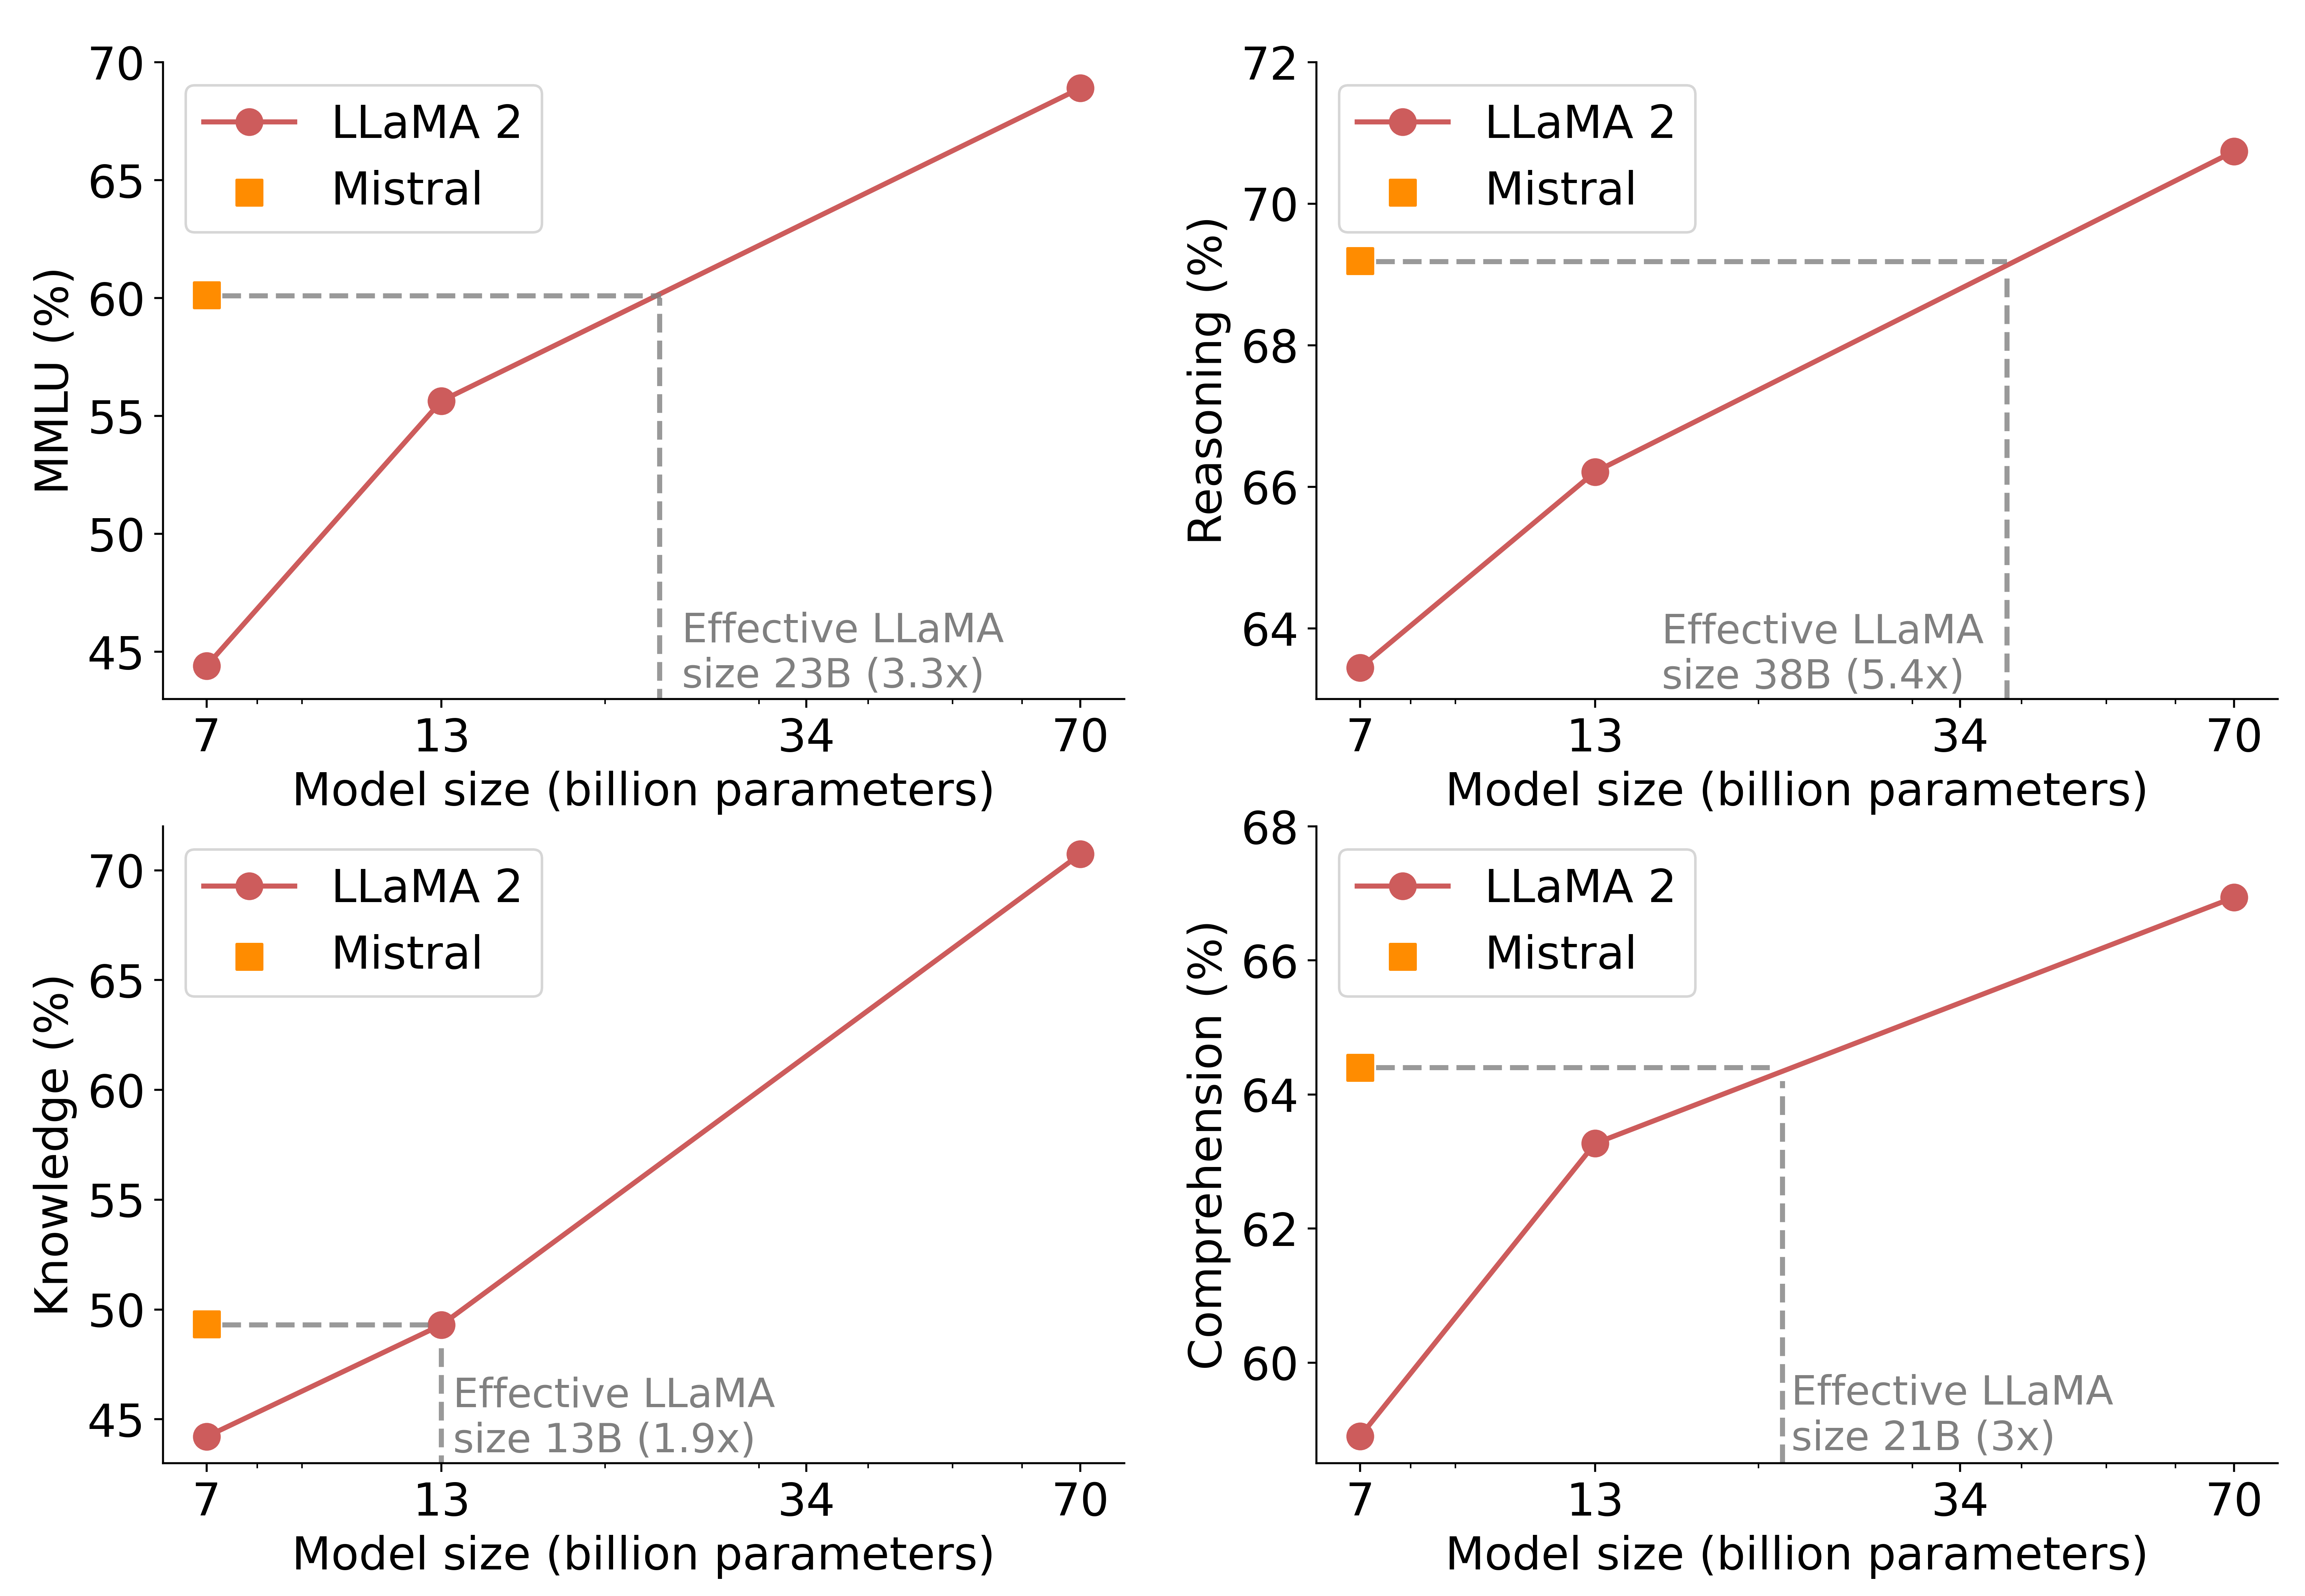 70
65
60
55
50
45
MMLU (%)
LLaMA 2
Mistral
Effective LLaMA
size 23B (3.3x)
7 13 34 70
Model size (billion parameters)
72
70
68
66
64
Reasoning (%)
LLaMA 2
Mistral
Effective LLaMA
size 38B (5.4x)
7 13 34 70
Model size (billion parameters)
70
65
60
55
50
45
Knowledge (%)
LLaMA 2
Mistral
Effective LLaMA
size 13B (1.9x)
7 13 34 70
Model size (billion parameters)
68
66
64
62
60
Comprehension (%)
LLaMA 2
Mistral
Effective LLaMA
size 21B (3x)
7 13 34 70
Model size (billion parameters)